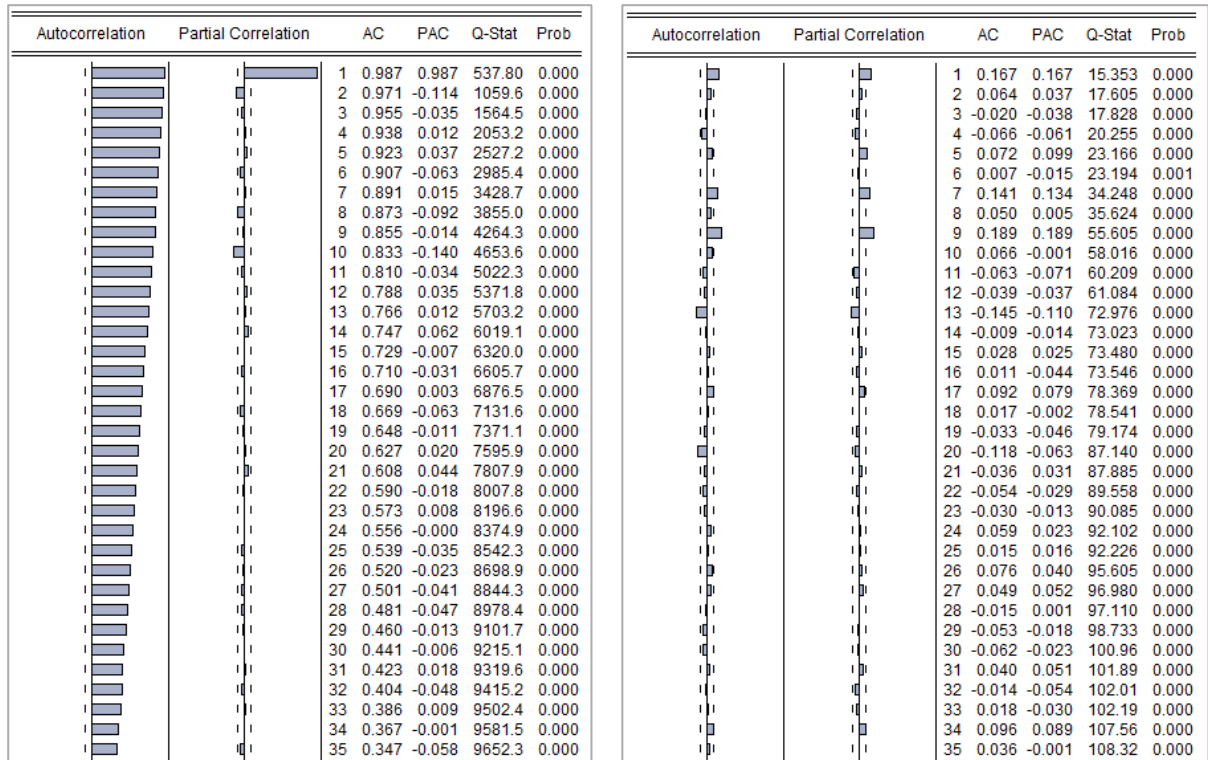 Autocorrelation Partial Correlation AC PAC Q-Stat Prob
1 0.987 0.987 537.80 0.000
2 0.971 -0.114 1059.6 0.000
3 0.955 -0.035 1564.5 0.000
4 0.938 0.012 2053.2 0.000
5 0.923 0.037 2527.2 0.000
6 0.907 -0.063 2985.4 0.000
7 0.891 0.015 3428.7 0.000
8 0.873 -0.092 3855.0 0.000
9 0.855 -0.014 4264.3 0.000
10 0.833 -0.140 4653.6 0.000
11 0.810 -0.034 5022.3 0.000
12 0.788 0.035 5371.8 0.000
13 0.766 0.012 5703.2 0.000
14 0.747 0.062 6019.1 0.000
15 0.729 -0.007 6320.0 0.000
16 0.710 -0.031 6605.7 0.000
17 0.690 0.003 6876.5 0.000
18 0.669 -0.063 7131.6 0.000
19 0.648 -0.011 7371.1 0.000
20 0.627 0.020 7595.9 0.000
21 0.608 0.044 7807.9 0.000
22 0.590 -0.018 8007.8 0.000
23 0.573 0.008 8196.6 0.000
24 0.556 -0.000 8374.9 0.000
25 0.539 -0.035 8542.3 0.000
26 0.520 -0.023 8698.9 0.000
27 0.501 -0.041 8844.3 0.000
28 0.481 -0.047 8978.4 0.000
29 0.460 -0.013 9101.7 0.000
30 0.441 -0.006 9215.1 0.000
31 0.423 0.018 9319.6 0.000
32 0.404 -0.048 9415.2 0.000
33 0.386 0.009 9502.4 0.000
34 0.367 -0.001 9581.5 0.000
35 0.347 -0.058 9652.3 0.000
Autocorrelation Partial Correlation AC PAC Q-Stat Prob
1 0.167 0.167 15.353 0.000
2 0.064 0.037 17.605 0.000
3 -0.020 -0.038 17.828 0.000
4 -0.066 -0.061 20.255 0.000
5 0.072 0.099 23.166 0.000
6 0.007 -0.015 23.194 0.001
7 0.141 0.134 34.248 0.000
8 0.050 0.005 35.624 0.000
9 0.189 0.189 55.605 0.000
10 0.066 -0.001 58.016 0.000
11 -0.063 -0.071 60.209 0.000
12 -0.039 -0.037 61.084 0.000
13 -0.145 -0.110 72.976 0.000
14 -0.009 -0.014 73.023 0.000
15 0.028 0.025 73.480 0.000
16 0.011 -0.044 73.546 0.000
17 0.092 0.079 78.369 0.000
18 0.017 -0.002 78.541 0.000
19 -0.033 -0.046 79.174 0.000
20 -0.118 -0.063 87.140 0.000
21 -0.036 0.031 87.885 0.000
22 -0.054 -0.029 89.558 0.000
23 -0.030 -0.013 90.085 0.000
24 0.059 0.023 92.102 0.000
25 0.015 0.016 92.226 0.000
26 0.076 0.040 95.605 0.000
27 0.049 0.052 96.980 0.000
28 -0.015 0.001 97.110 0.000
29 -0.053 -0.018 98.733 0.000
30 -0.062 -0.023 100.96 0.000
31 0.040 0.051 101.89 0.000
32 -0.014 -0.054 102.01 0.000
33 0.018 -0.030 102.19 0.000
34 0.096 0.089 107.56 0.000
35 0.036 -0.001 108.32 0.000